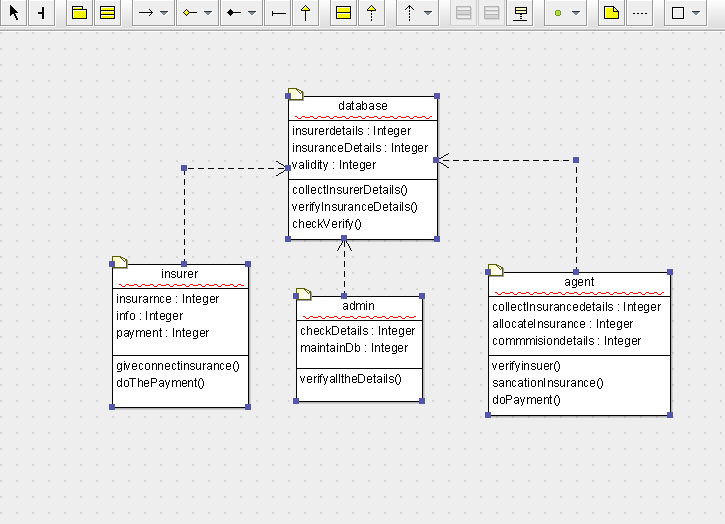 database
insurerdetails : Integer
insuranceDetails : Integer
validity : Integer
collectInsurerDetails()
verifyInsuranceDetails()
checkVerify()
insurer
insurarnce : Integer
info : Integer
payment : Integer
giveconnectinsurance()
doThePayment()
admin
checkDetails : Integer
maintainDb : Integer
verifyalltheDetails()
agent
collectInsurancedetails : Integer
allocateInsurance : Integer
commmisiondetails : Integer
verifyinsuer()
sancationInsurance()
doPayment()